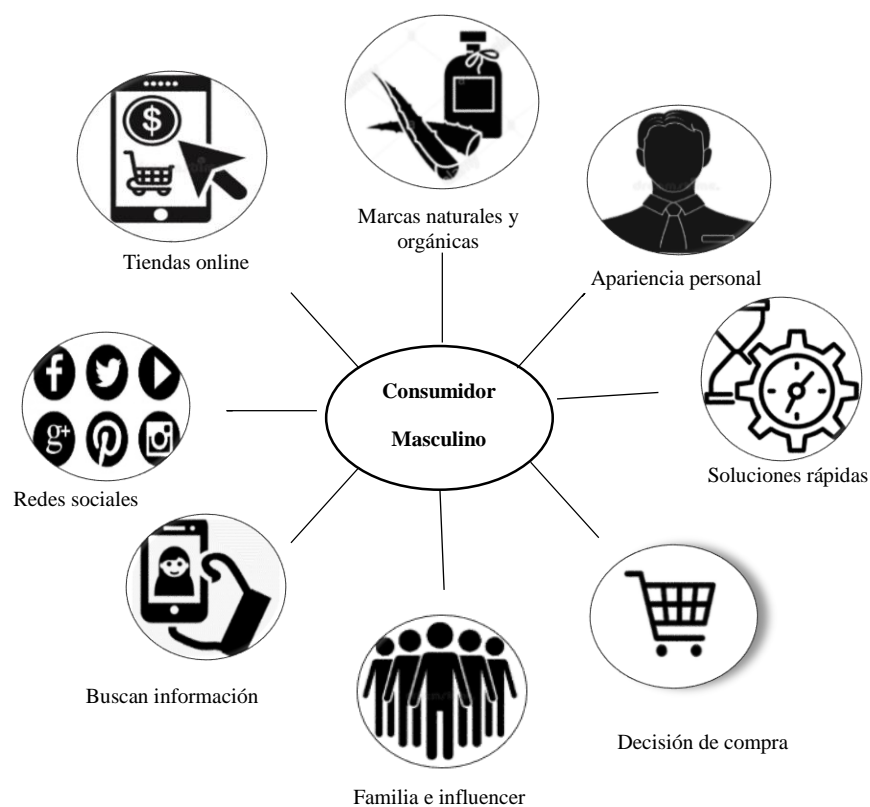 Marcas naturales y
orgánicas
Tiendas online
Apariencia personal
Consumidor
Masculino
Soluciones rápidas
Redes sociales
Buscan información
Decisión de compra
Familia e influencer
$
f
g+